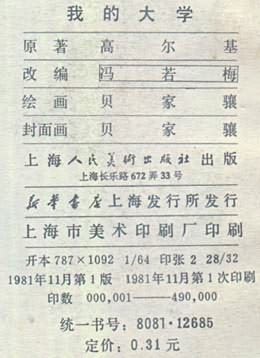 我的大学
原著 高尔基
改编 冯若梅
绘画 贝家骧
封面画 贝家骧
上海人民美術出版社出版
上海长乐路672弄33号
新华书店上海发行所发行
上海市美术印刷厂印刷
开本787×1092 1/64 印张2 28/32
1981年11月第1版 1981年11月第1次印刷
印数 000,001——490,000
统一书号：8081·12685
定价：0.31元